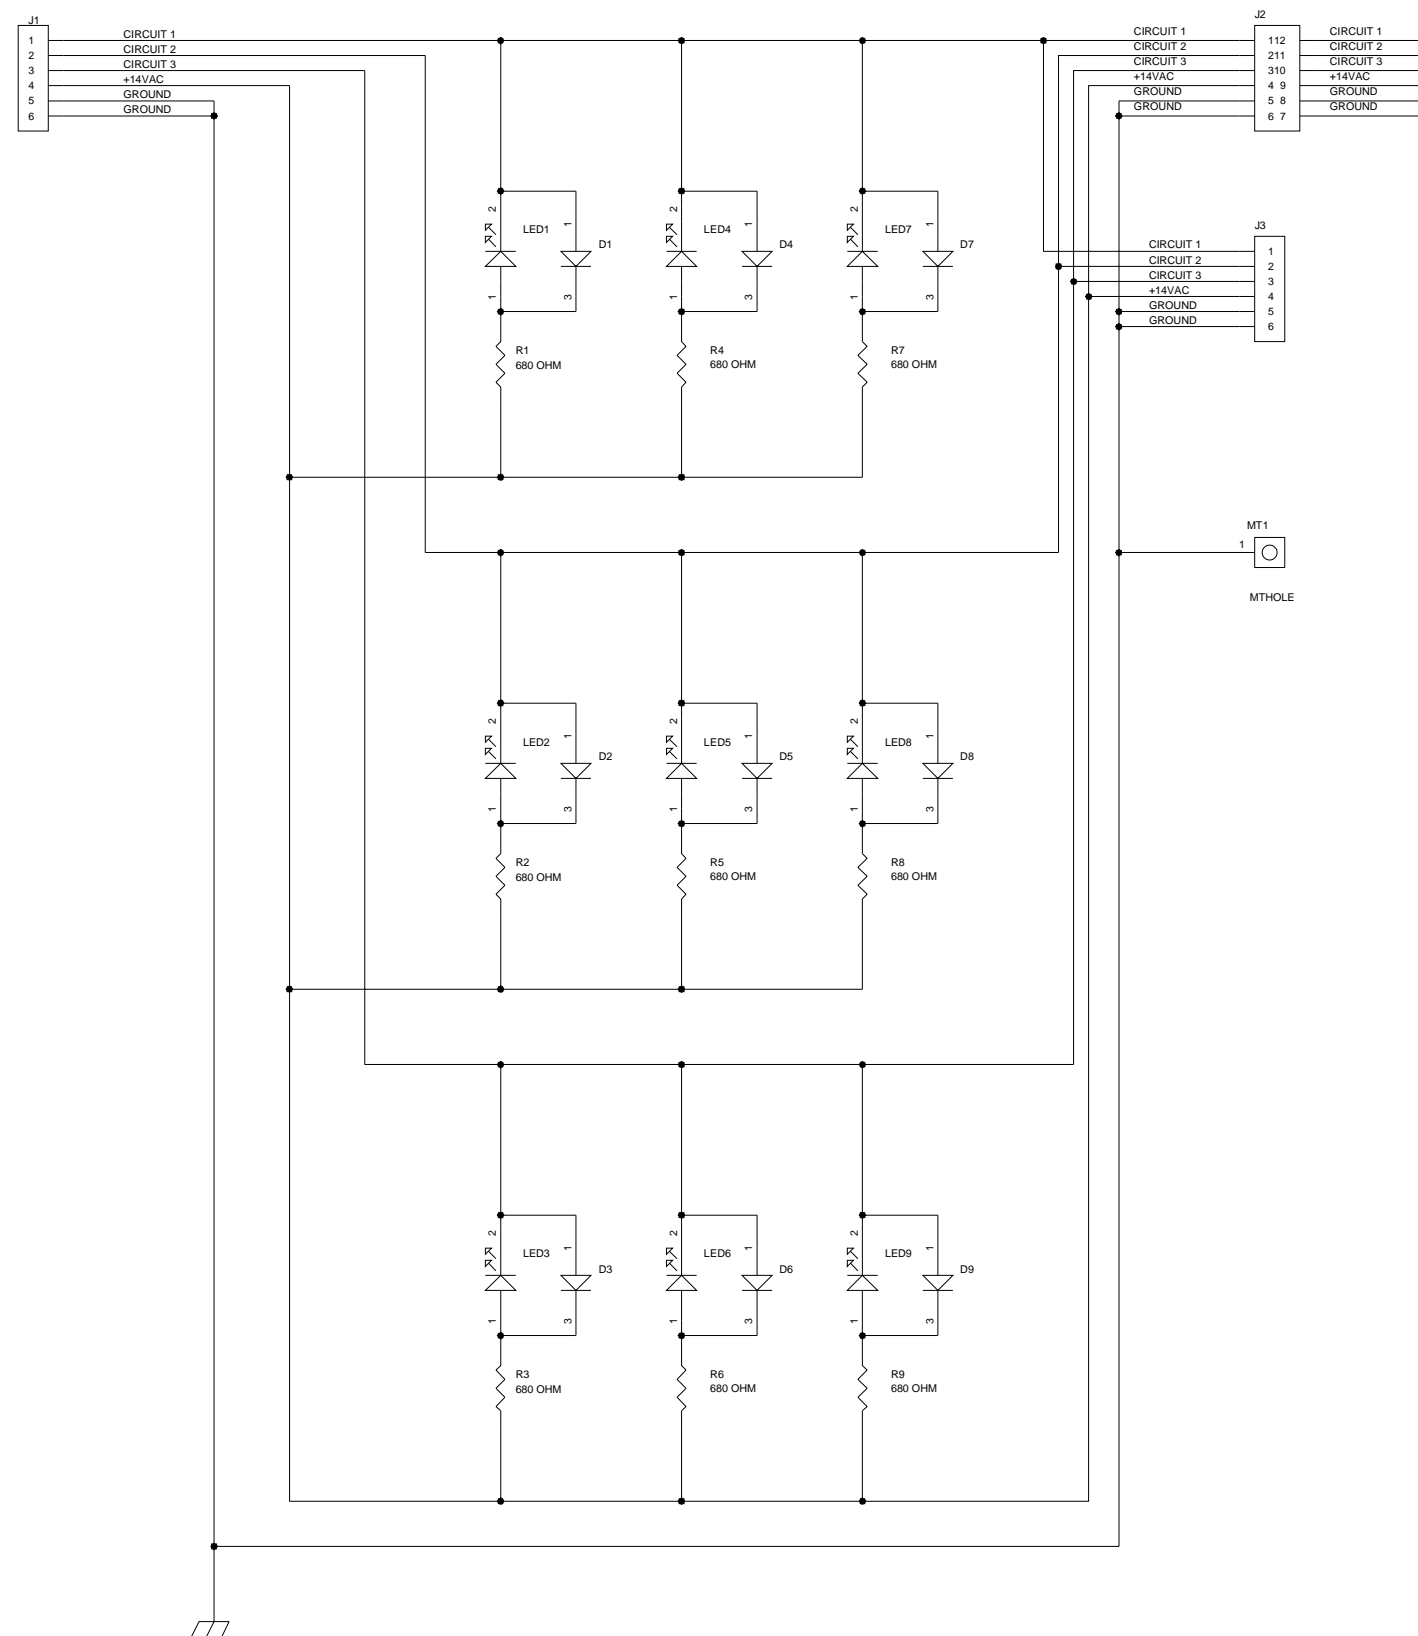 J1
1 CIRCUIT 1
2 CIRCUIT 2
3 CIRCUIT 3
4 +14VAC
5 GROUND
6 GROUND
J2
CIRCUIT 1 112 CIRCUIT 1
CIRCUIT 2 211 CIRCUIT 2
CIRCUIT 3 310 CIRCUIT 3
+14VAC 4 9 +14VAC
GROUND 5 8 GROUND
GROUND 6 7 GROUND
2 LED1 1 D1
1 3
R1
680 OHM
2 LED4 1 D4
1 3
R4
680 OHM
2 LED7 1 D7
1 3
R7
680 OHM
J3
CIRCUIT 1 1
CIRCUIT 2 2
CIRCUIT 3 3
+14VAC 4
GROUND 5
GROUND 6
MT1
1
MTHOLE
2 LED2 1 D2
1 3
R2
680 OHM
2 LED5 1 D5
1 3
R5
680 OHM
2 LED8 1 D8
1 3
R8
680 OHM
2 LED3 1 D3
1 3
R3
680 OHM
2 LED6 1 D6
1 3
R6
680 OHM
2 LED9 1 D9
1 3
R9
680 OHM